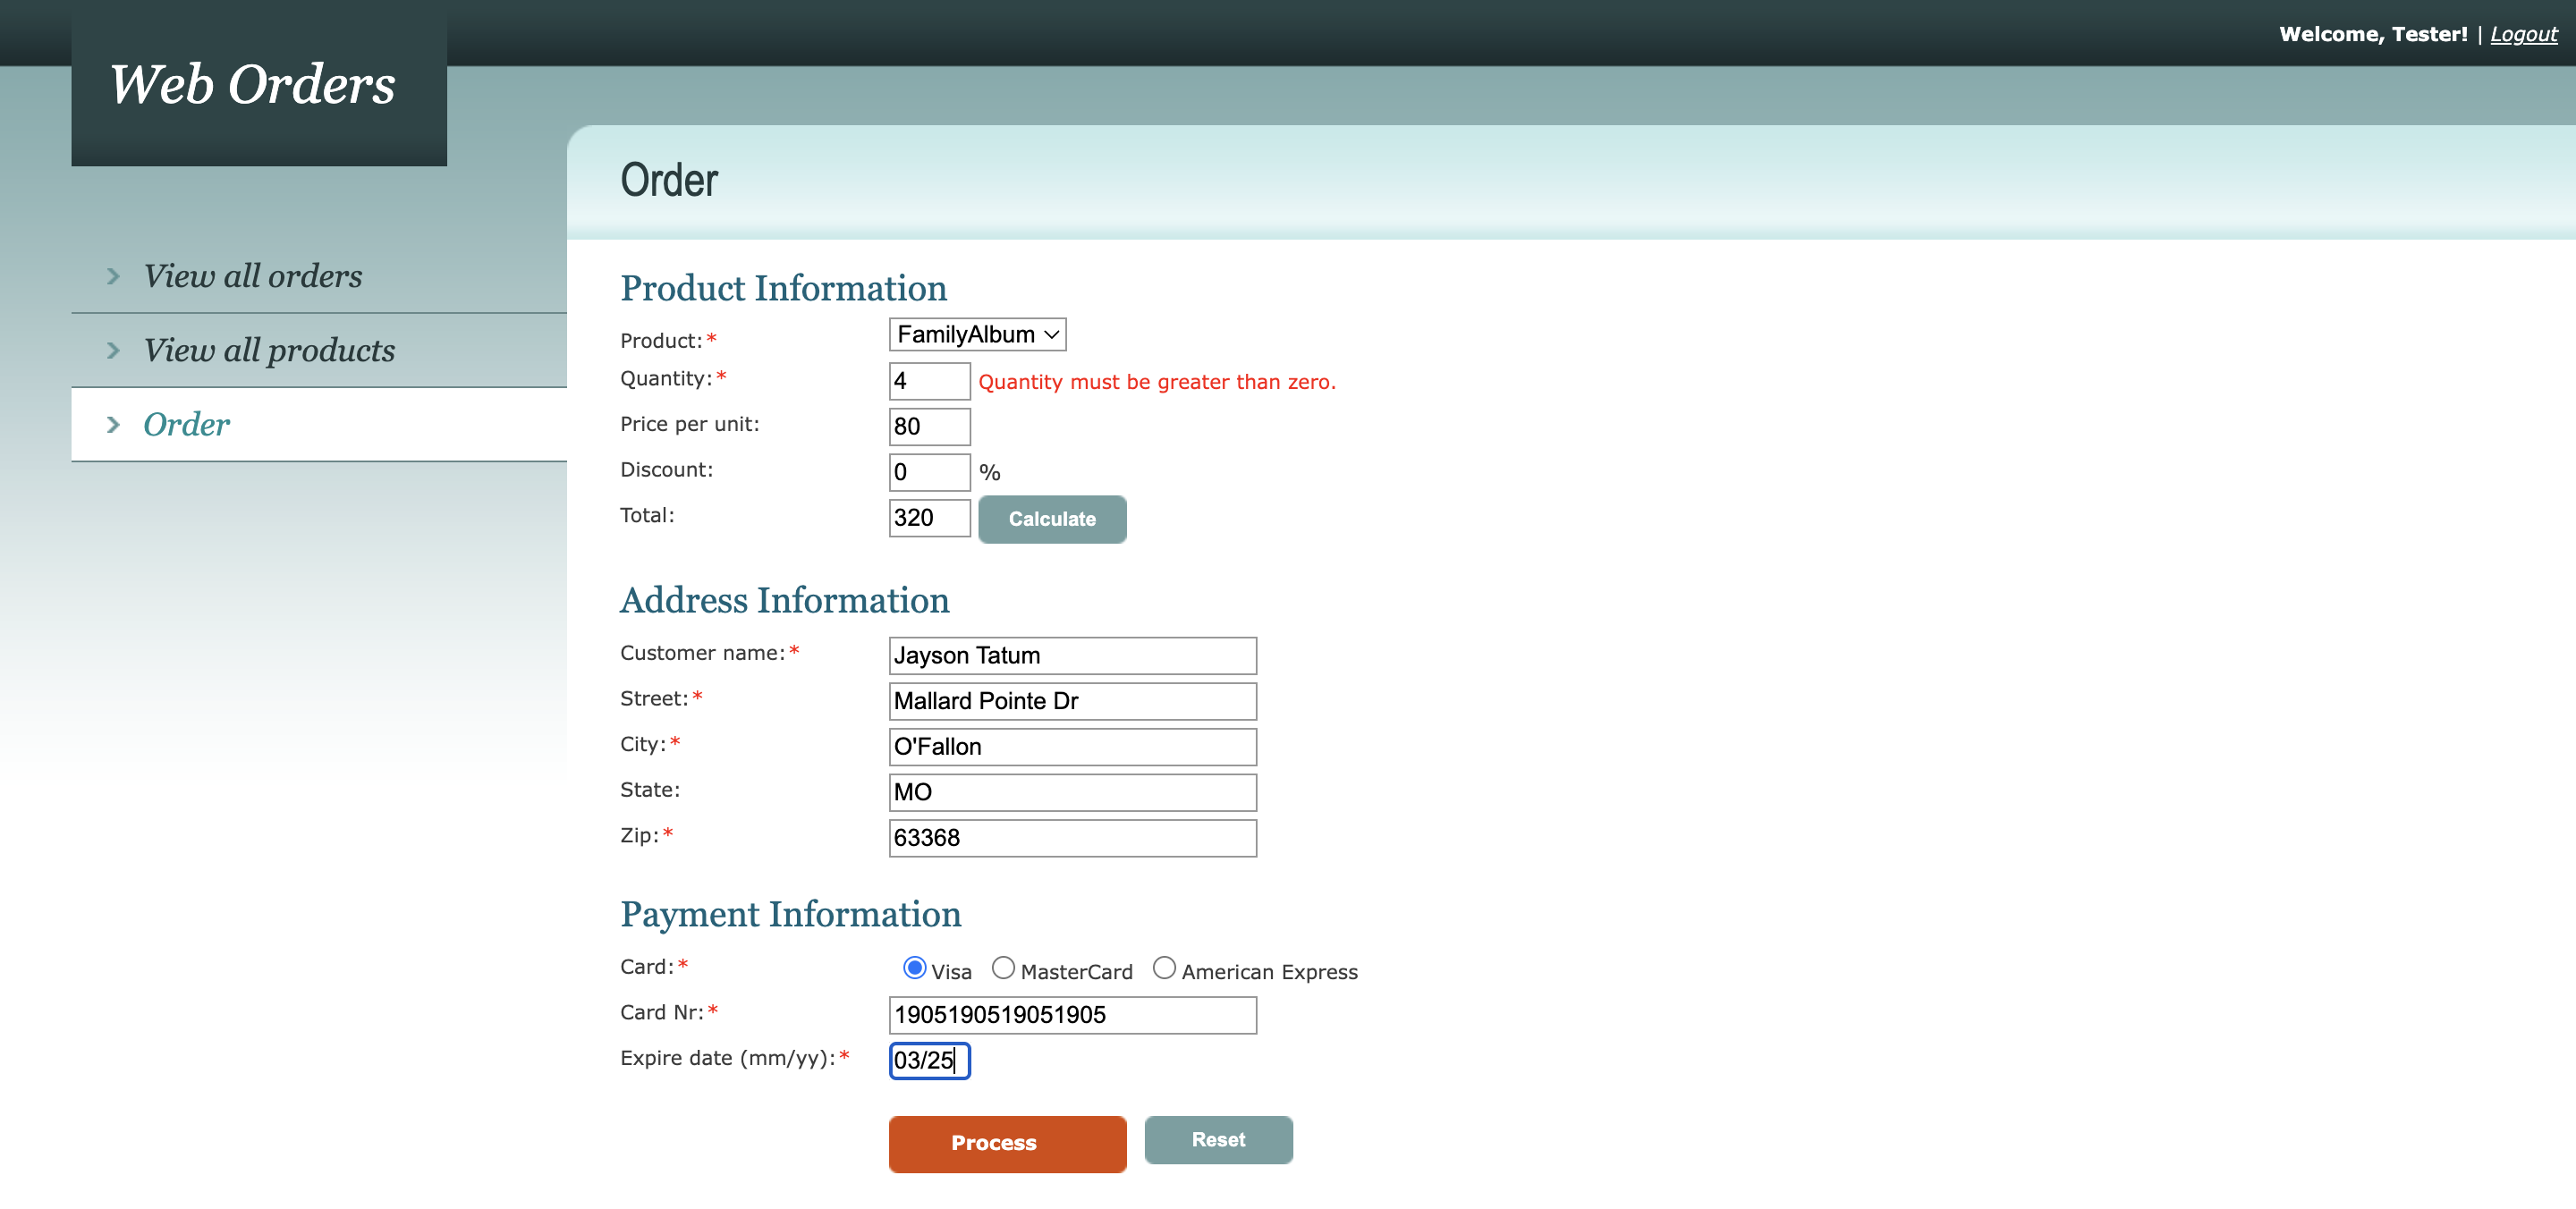 Welcome, Tester! | Logout
Web Orders
View all orders
View all products
Order
Order
Product Information
Product:* FamilyAlbum
Quantity:* 4 Quantity must be greater than zero.
Price per unit: 80
Discount: 0 %
Total: 320 Calculate
Address Information
Customer name:* Jayson Tatum
Street:* Mallard Pointe Dr
City:* O'Fallon
State: MO
Zip:* 63368
Payment Information
Card:* Visa MasterCard American Express
Card Nr:* 1905190519051905
Expire date (mm/yy):* 03/25
Process Reset